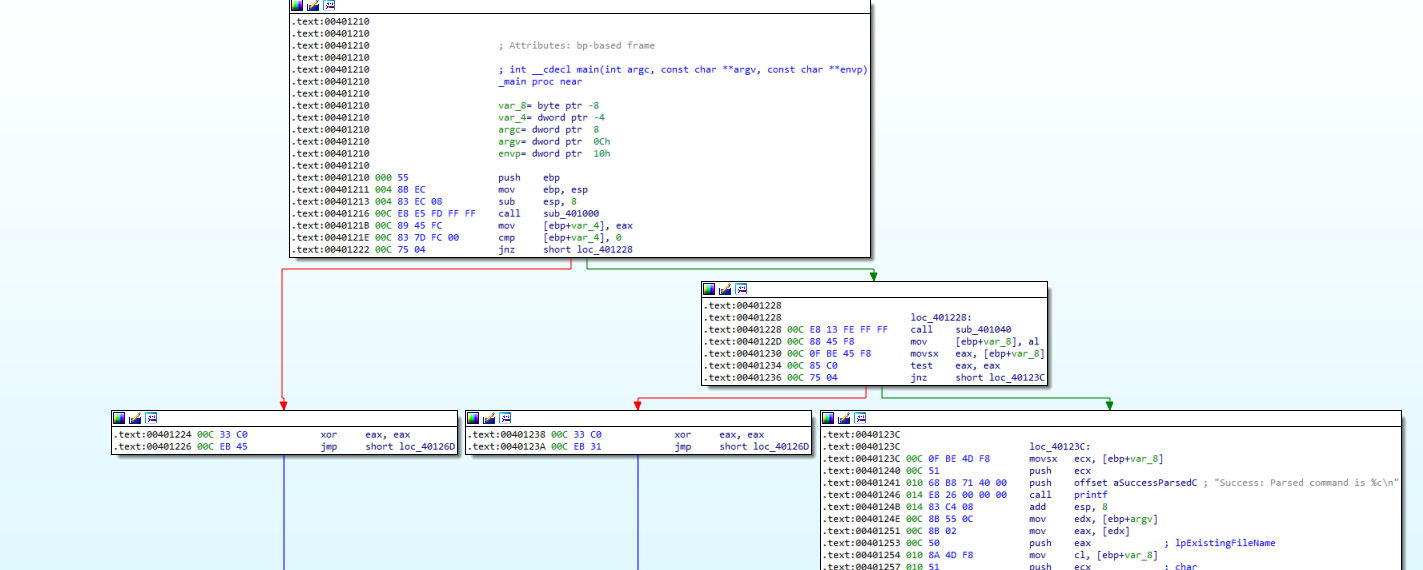 .text:00401210
.text:00401210
.text:00401210 ; Attributes: bp-based frame
.text:00401210
.text:00401210 ; int __cdecl main(int argc, const char **argv, const char **envp)
.text:00401210 _main proc near
.text:00401210
.text:00401210 var_8= byte ptr -8
.text:00401210 var_4= dword ptr -4
.text:00401210 argc= dword ptr  8
.text:00401210 argv= dword ptr  0Ch
.text:00401210 envp= dword ptr  10h
.text:00401210
.text:00401210 000 55 push ebp
.text:00401211 004 8B EC mov ebp, esp
.text:00401213 004 83 EC 08 sub esp, 8
.text:00401216 00C E8 E5 FD FF FF call sub_401000
.text:0040121B 00C 89 45 FC mov [ebp+var_4], eax
.text:0040121E 00C 83 7D FC 00 cmp [ebp+var_4], 0
.text:00401222 00C 75 04 jnz short loc_401228
.text:00401228
.text:00401228 loc_401228:
.text:00401228 00C E8 13 FE FF FF call sub_401040
.text:0040122D 00C 88 45 F8 mov [ebp+var_8], al
.text:00401230 00C 0F BE 45 F8 movsx eax, [ebp+var_8]
.text:00401234 00C 85 C0 test eax, eax
.text:00401236 00C 75 04 jnz short loc_40123C
.text:00401224 00C 33 C0 xor eax, eax
.text:00401226 00C EB 45 jmp short loc_40126D
.text:00401238 00C 33 C0 xor eax, eax
.text:0040123A 00C EB 31 jmp short loc_40126D
.text:0040123C
.text:0040123C loc_40123C:
.text:0040123C 00C 0F BE 4D F8 movsx ecx, [ebp+var_8]
.text:00401240 00C 51 push ecx
.text:00401241 010 68 B8 71 40 00 push offset aSuccessParsedC ; "Success: Parsed command is %c\n"
.text:00401246 014 E8 26 00 00 00 call printf
.text:0040124B 014 83 C4 08 add esp, 8
.text:0040124E 00C 8B 55 0C mov edx, [ebp+argv]
.text:00401251 00C 8B 02 mov eax, [edx]
.text:00401253 00C 50 push eax ; lpExistingFileName
.text:00401254 010 8A 4D F8 mov cl, [ebp+var_8]
.text:00401257 010 51 push ecx ; char